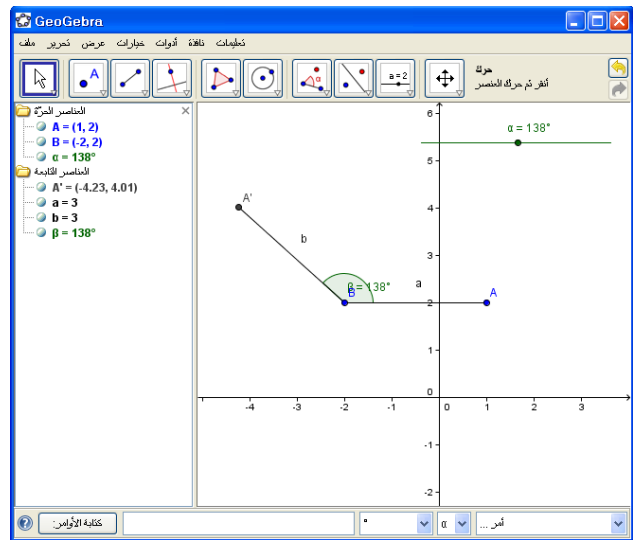 GeoGebra
ملف تحرير عرض خيارات أدوات نافذة تعليمات
A
α
a = 2
حرك
أنقر ثم حرك العنصر
العناصر الحرّة
A = (1, 2)
B = (-2, 2)
α = 138°
العناصر التابعة
A' = (-4.23, 4.01)
a = 3
b = 3
β = 138°
α = 138°
A'
b
β = 138°
B
a
A
6
5
4
3
2
1
0
-1
-2
-4 -3 -2 -1 0 1 2 3
كتابة الأوامر:
° α أمر ...